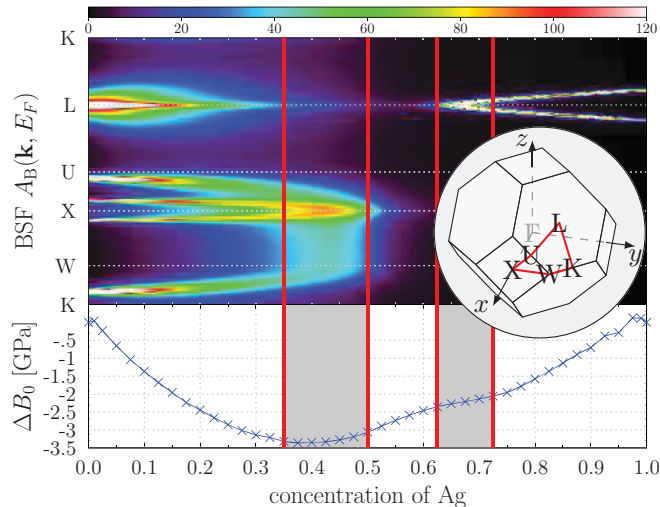 0 20 40 60 80 100 120
BSF A_B(k, E_F)
K
L
U
X
W
K
z
L
Γ
y
U
X W K
x
ΔB₀ [GPa]
-.5
-1
-1.5
-2
-2.5
-3
-3.5
0.0 0.1 0.2 0.3 0.4 0.5 0.6 0.7 0.8 0.9 1.0
concentration of Ag